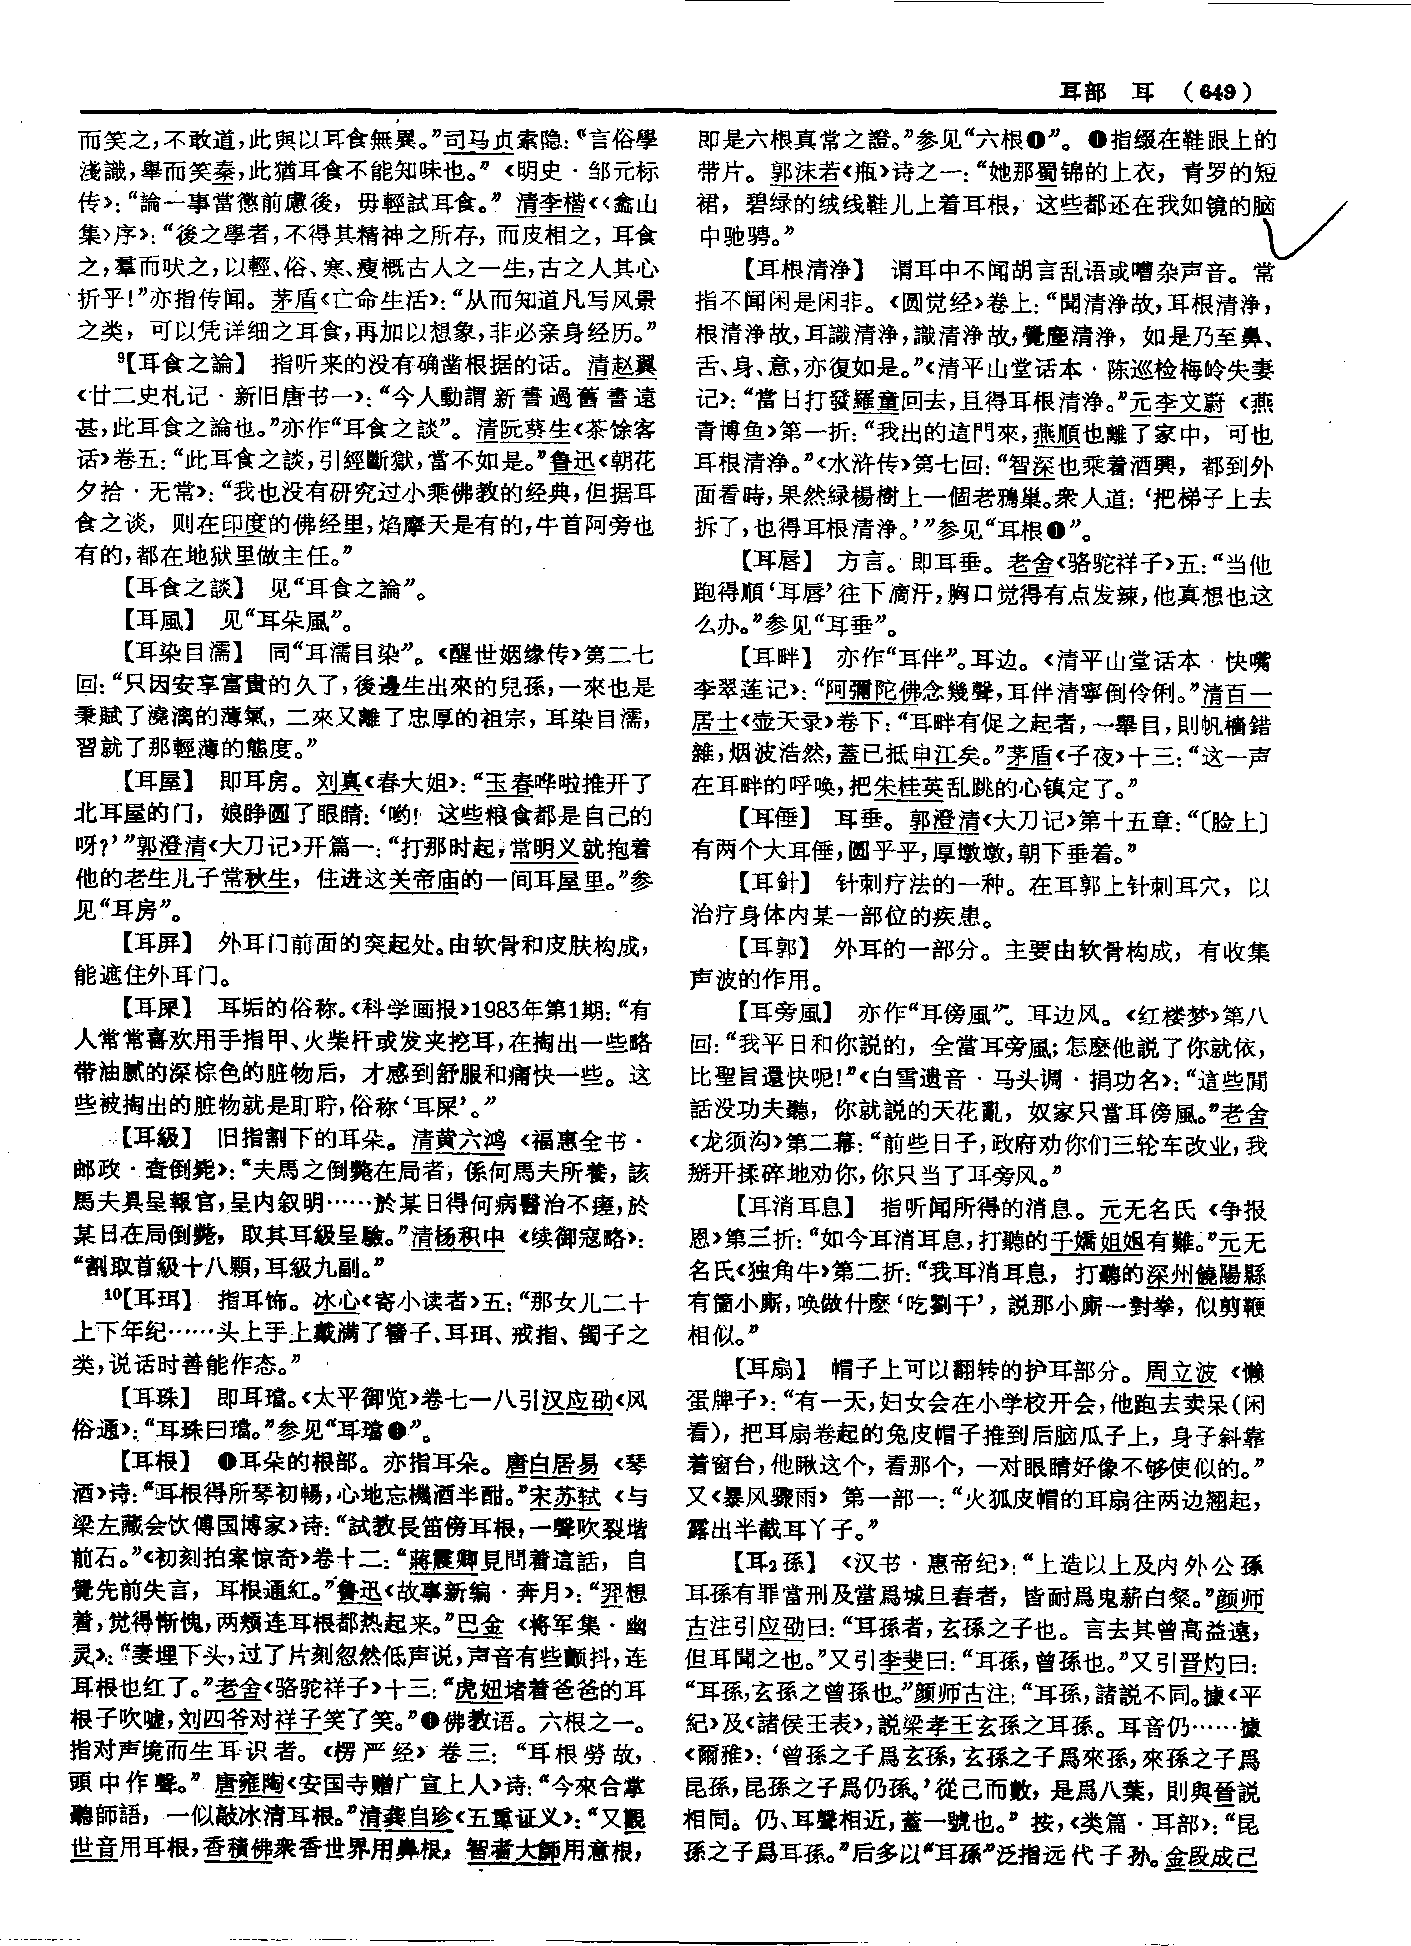 耳部　耳　（649）
而笑之，不敢道，此與以耳食無異。”司马贞索隐：“言俗學
淺識，舉而笑秦，此猶耳食不能知味也。”《明史·邹元标
传》：“論一事當懲前慮後，毋輕試耳食。”清李楷《〈嵞山
集〉序》：“後之學者，不得其精神之所存，而皮相之，耳食
之，羣而吠之，以輕、俗、寒、瘦概古人之一生，古之人其心
折乎！”亦指传闻。茅盾《亡命生活》：“从而知道凡写风景
之类，可以凭详细之耳食，再加以想象，非必亲身经历。”
⁹【耳食之論】　指听来的没有确凿根据的话。清赵翼
《廿二史札记·新旧唐书一》：“今人動謂新書過舊書遠
甚，此耳食之論也。”亦作“耳食之談”。清阮葵生《茶馀客
话》卷五：“此耳食之談，引經斷獄，當不如是。”鲁迅《朝花
夕拾·无常》：“我也没有研究过小乘佛教的经典，但据耳
食之谈，则在印度的佛经里，焰摩天是有的，牛首阿旁也
有的，都在地狱里做主任。”
【耳食之談】　见“耳食之論”。
【耳風】　见“耳朵風”。
【耳染目濡】　同“耳濡目染”。《醒世姻缘传》第二七
回：“只因安享富貴的久了，後邊生出來的兒孫，一來也是
秉賦了澆漓的薄氣，二來又離了忠厚的祖宗，耳染目濡，
習就了那輕薄的態度。”
【耳屋】　即耳房。刘真《春大姐》：“玉春哗啦推开了
北耳屋的门，娘睁圆了眼睛：‘哟！这些粮食都是自己的
呀？’”郭澄清《大刀记》开篇一：“打那时起，常明义就抱着
他的老生儿子常秋生，住进这关帝庙的一间耳屋里。”参
见“耳房”。
【耳屏】　外耳门前面的突起处。由软骨和皮肤构成，
能遮住外耳门。
【耳屎】　耳垢的俗称。《科学画报》1983年第1期：“有
人常常喜欢用手指甲、火柴杆或发夹挖耳，在掏出一些略
带油腻的深棕色的脏物后，才感到舒服和痛快一些。这
些被掏出的脏物就是耵聍，俗称‘耳屎’。”
【耳級】　旧指割下的耳朵。清黄六鸿《福惠全书·
邮政·查倒毙》：“夫馬之倒斃在局者，係何馬夫所養，該
馬夫具呈報官，呈内叙明……於某日得何病醫治不痊，於
某日在局倒斃，取其耳級呈驗。”清杨积中《续御寇略》：
“割取首級十八顆，耳級九副。”
¹⁰【耳珥】　指耳饰。冰心《寄小读者》五：“那女儿二十
上下年纪……头上手上戴满了簪子、耳珥、戒指、镯子之
类，说话时善能作态。”
【耳珠】　即耳璫。《太平御览》卷七一八引汉应劭《风
俗通》：“耳珠曰璫。”参见“耳璫❶”。
【耳根】　❶耳朵的根部。亦指耳朵。唐白居易《琴
酒》诗：“耳根得所琴初暢，心地忘機酒半酣。”宋苏轼《与
梁左藏会饮傅国博家》诗：“試教長笛傍耳根，一聲吹裂堦
前石。”《初刻拍案惊奇》卷十二：“蔣震卿見問着這話，自
覺先前失言，耳根通紅。”鲁迅《故事新编·奔月》：“羿想
着，觉得惭愧，两颊连耳根都热起来。”巴金《将军集·幽
灵》：“妻埋下头，过了片刻忽然低声说，声音有些颤抖，连
耳根也红了。”老舍《骆驼祥子》十三：“虎妞堵着爸爸的耳
根子吹嘘，刘四爷对祥子笑了笑。”❶佛教语。六根之一。
指对声境而生耳识者。《楞严经》卷三：“耳根勞故，
頭中作聲。”唐雍陶《安国寺赠广宣上人》诗：“今來合掌
聽師語，一似敲冰清耳根。”清龚自珍《五重证义》：“又觀
世音用耳根，香積佛衆香世界用鼻根，智者大師用意根，
即是六根真常之證。”参见“六根❶”。❶指缀在鞋跟上的
带片。郭沫若《瓶》诗之一：“她那蜀锦的上衣，青罗的短
裙，碧绿的绒线鞋儿上着耳根，这些都还在我如镜的脑
中驰骋。”
【耳根清净】　谓耳中不闻胡言乱语或嘈杂声音。常
指不闻闲是闲非。《圆觉经》卷上：“聞清浄故，耳根清浄，
根清浄故，耳識清浄，識清浄故，覺塵清浄，如是乃至鼻、
舌、身、意，亦復如是。”《清平山堂话本·陈巡检梅岭失妻
记》：“當日打發羅童回去，且得耳根清浄。”元李文蔚《燕
青博鱼》第一折：“我出的這門來，燕順也離了家中，可也
耳根清浄。”《水浒传》第七回：“智深也乘着酒興，都到外
面看時，果然緑楊樹上一個老鴉巢。衆人道：‘把梯子上去
拆了，也得耳根清浄。’”参见“耳根❶”。
【耳唇】　方言。即耳垂。老舍《骆驼祥子》五：“当他
跑得顺‘耳唇’往下滴汗，胸口觉得有点发辣，他真想也这
么办。”参见“耳垂”。
【耳畔】　亦作“耳伴”。耳边。《清平山堂话本·快嘴
李翠莲记》：“阿彌陀佛念幾聲，耳伴清寧倒伶俐。”清百一
居士《壶天录》卷下：“耳畔有促之起者，一舉目，則帆檣錯
雜，烟波浩然，蓋已抵申江矣。”茅盾《子夜》十三：“这一声
在耳畔的呼唤，把朱桂英乱跳的心镇定了。”
【耳倕】　耳垂。郭澄清《大刀记》第十五章：“〔脸上〕
有两个大耳倕，圆乎乎，厚墩墩，朝下垂着。”
【耳針】　针刺疗法的一种。在耳郭上针刺耳穴，以
治疗身体内某一部位的疾患。
【耳郭】　外耳的一部分。主要由软骨构成，有收集
声波的作用。
【耳旁風】　亦作“耳傍風”。耳边风。《红楼梦》第八
回：“我平日和你説的，全當耳旁風；怎麽他説了你就依，
比聖旨還快呢！”《白雪遗音·马头调·捐功名》：“這些閒
話没功夫聽，你就説的天花亂，奴家只當耳傍風。”老舍
《龙须沟》第二幕：“前些日子，政府劝你们三轮车改业，我
掰开揉碎地劝你，你只当了耳旁风。”
【耳消耳息】　指听闻所得的消息。元无名氏《争报
恩》第三折：“如今耳消耳息，打聽的千嬌姐姐有難。”元无
名氏《独角牛》第二折：“我耳消耳息，打聽的深州饒陽縣
有箇小廝，唤做什麽‘吃劉千’，説那小廝一對拳，似剪鞭
相似。”
【耳扇】　帽子上可以翻转的护耳部分。周立波《懒
蛋牌子》：“有一天，妇女会在小学校开会，他跑去卖呆（闲
看），把耳扇卷起的兔皮帽子推到后脑瓜子上，身子斜靠
着窗台，他瞅这个，看那个，一对眼睛好像不够使似的。”
又《暴风骤雨》第一部一：“火狐皮帽的耳扇往两边翘起，
露出半截耳丫子。”
【耳₂孫】　《汉书·惠帝纪》：“上造以上及内外公孫
耳孫有罪當刑及當爲城旦舂者，皆耐爲鬼薪白粲。”颜师
古注引应劭曰：“耳孫者，玄孫之子也。言去其曾高益遠，
但耳聞之也。”又引李斐曰：“耳孫，曾孫也。”又引晋灼曰：
“耳孫，玄孫之曾孫也。”颜师古注：“耳孫，諸説不同。據《平
紀》及《諸侯王表》，説梁孝王玄孫之耳孫。耳音仍……據
《爾雅》：‘曾孫之子爲玄孫，玄孫之子爲來孫，來孫之子爲
昆孫，昆孫之子爲仍孫。’從己而數，是爲八葉，則與晉説
相同。仍、耳聲相近，蓋一號也。”按，《类篇·耳部》：“昆
孫之子爲耳孫。”后多以“耳孫”泛指远代子孙。金段成己